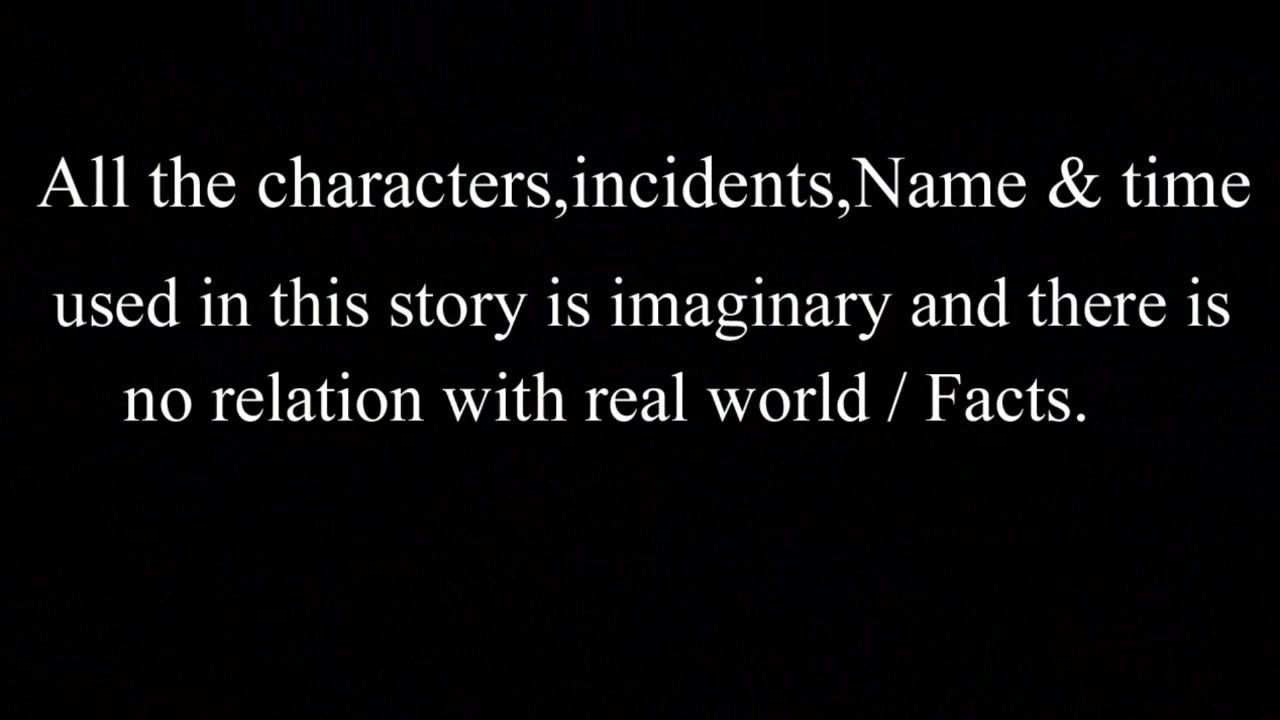 All the characters,incidents,Name & time
used in this story is imaginary and there is
no relation with real world / Facts.